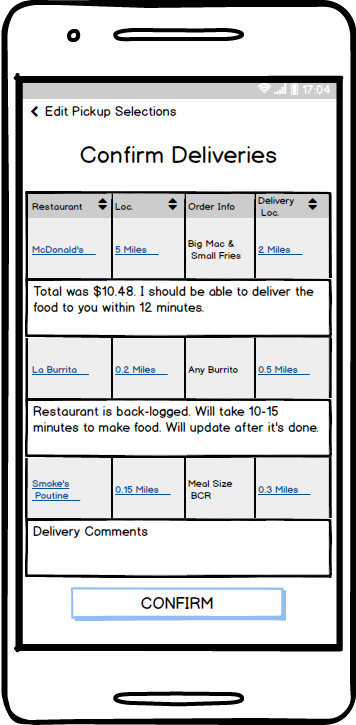 17:04
Edit Pickup Selections
Confirm Deliveries
Restaurant Loc. Order Info Delivery Loc.
McDonald's 5 Miles Big Mac & Small Fries 2 Miles
Total was $10.48. I should be able to deliver the
food to you within 12 minutes.
La Burrita 0.2 Miles Any Burrito 0.5 Miles
Restaurant is back-logged. Will take 10-15
minutes to make food. Will update after it's done.
Smoke's Poutine 0.15 Miles Meal Size BCR 0.3 Miles
Delivery Comments
CONFIRM